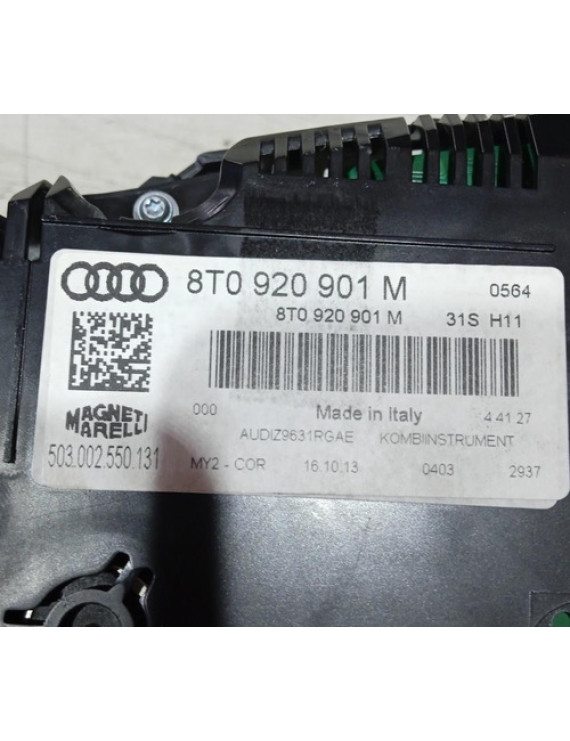 8T0 920 901 M 0564
8T0 920 901 M 31S H11
000 Made in Italy 4 41.27
MAGNETI
MARELLI
AUDIZ9631RGAE KOMBIINSTRUMENT
503.002.550.131 MY2 - COR 16.10.13 0403 2937